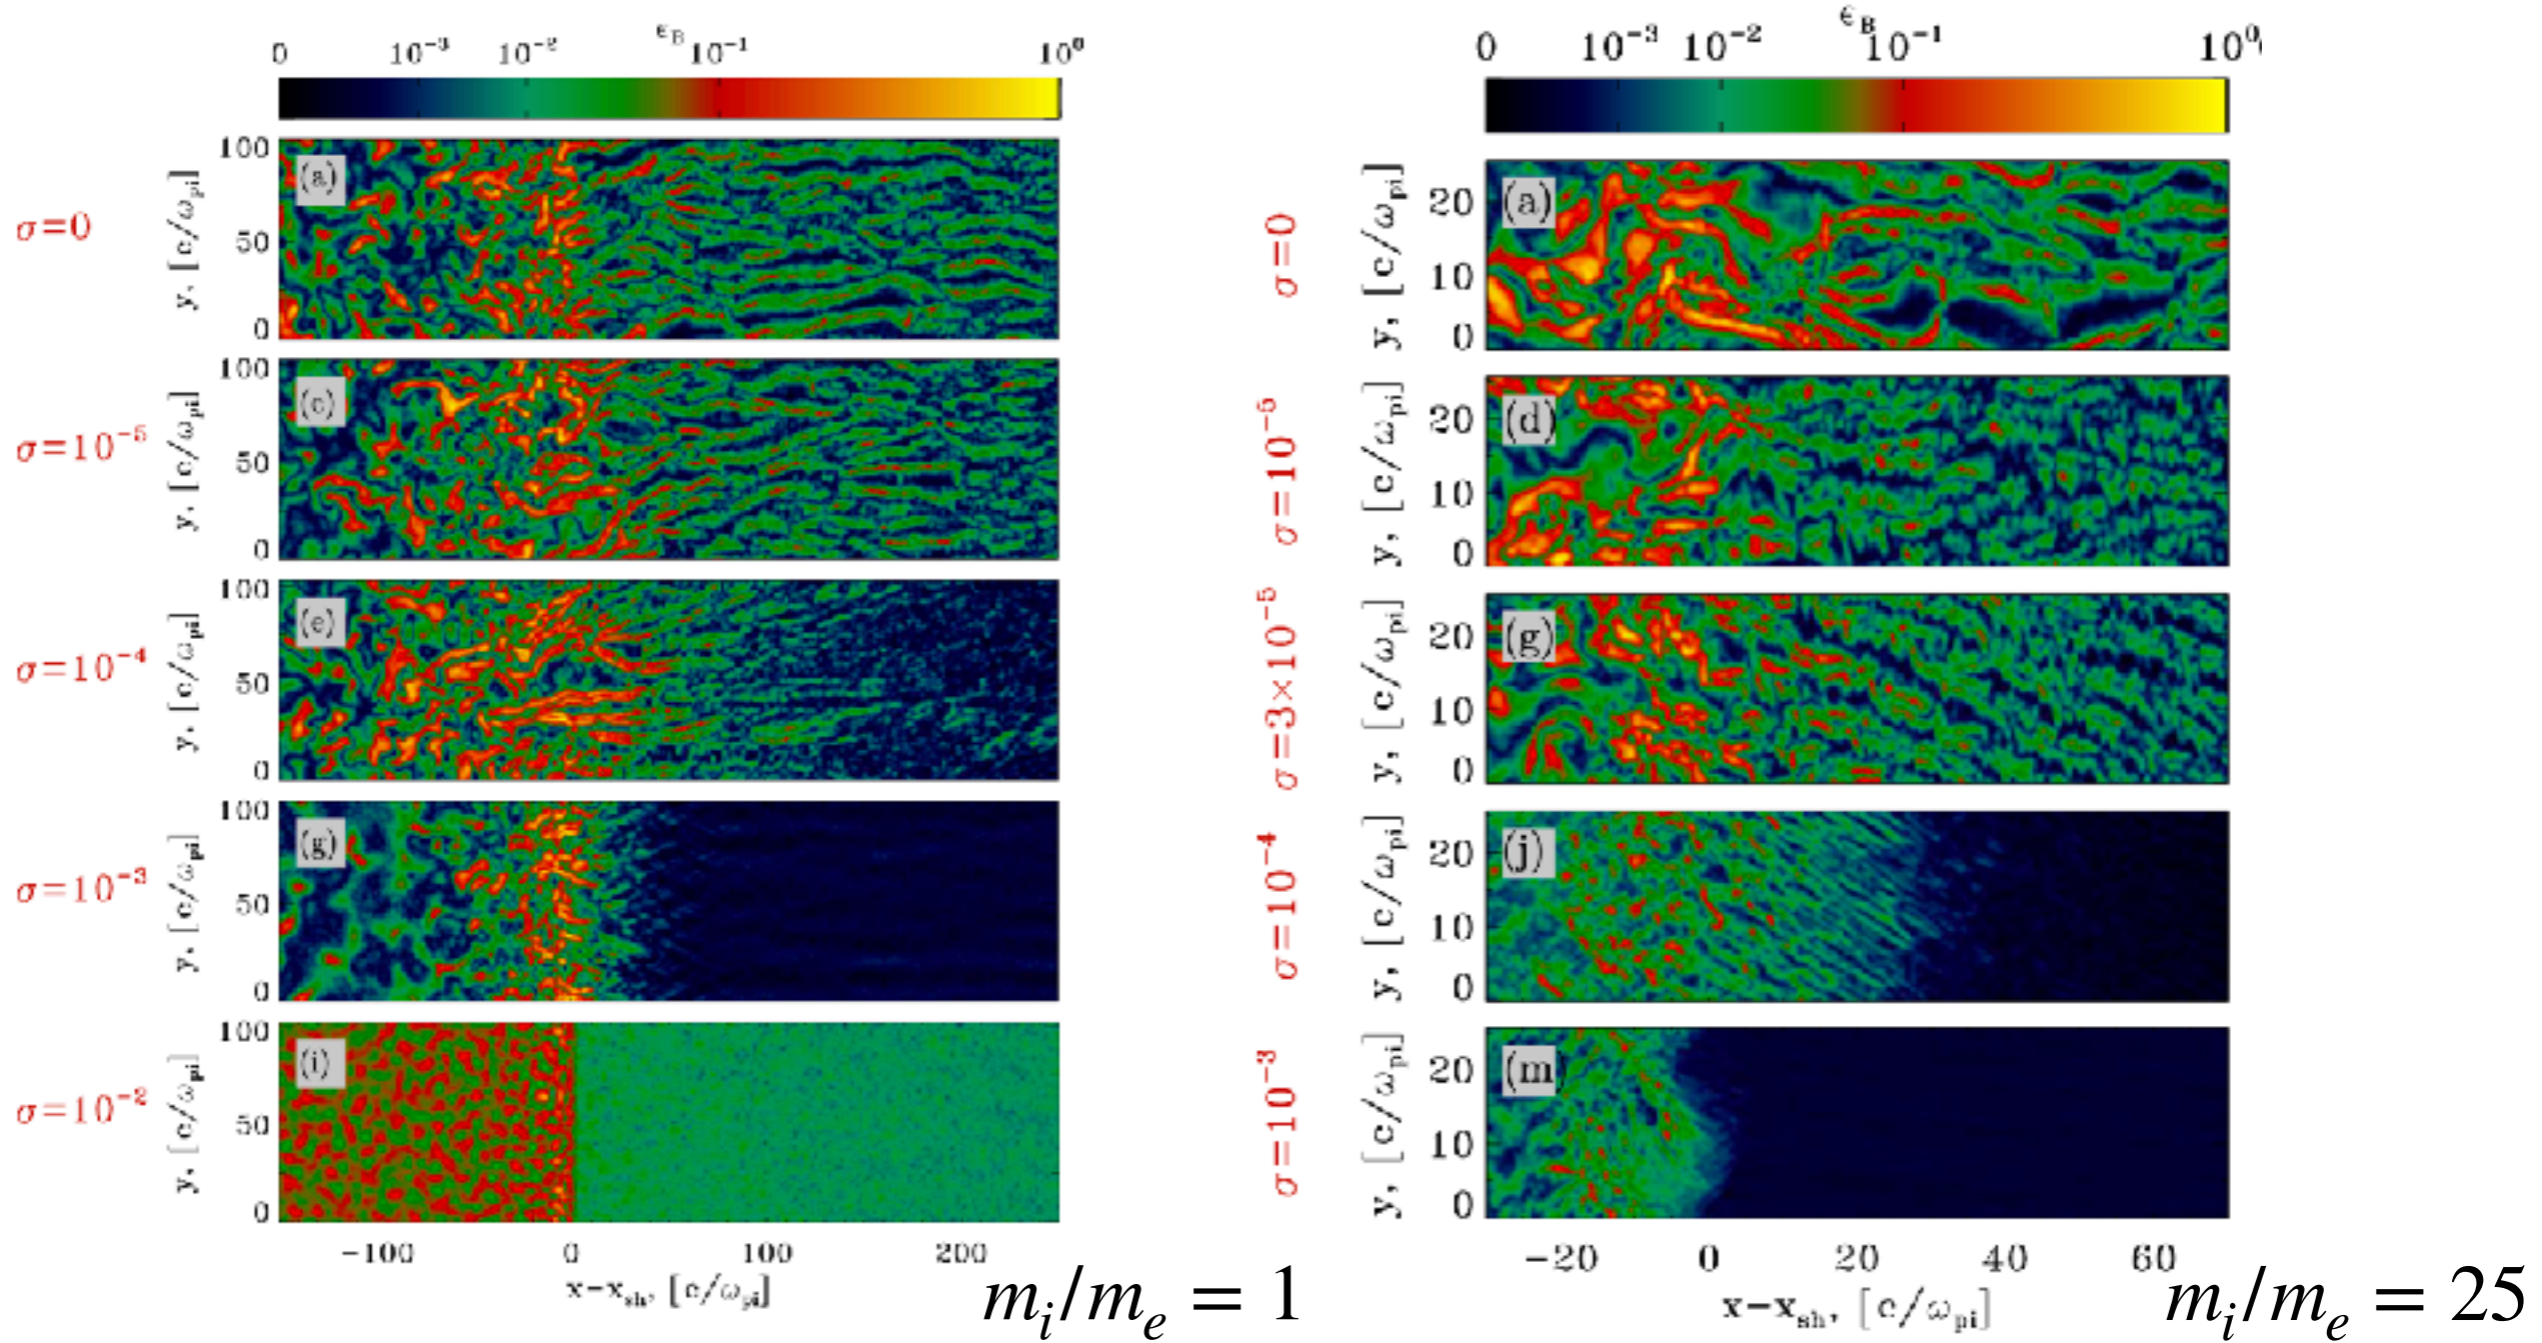 ϵ_B
0 10⁻³ 10⁻² 10⁻¹ 10⁰
σ=0
y, [c/ω_pi]
100
50
0
(a)
σ=10⁻⁵
y, [c/ω_pi]
100
50
0
(c)
σ=10⁻⁴
y, [c/ω_pi]
100
50
0
(e)
σ=10⁻³
y, [c/ω_pi]
100
50
0
(g)
σ=10⁻²
y, [c/ω_pi]
100
50
0
(i)
−100 0 100 200
x−x_sh, [c/ω_pi]
m_i/m_e = 1
ϵ_B
0 10⁻³ 10⁻² 10⁻¹ 10⁰
σ=0
y, [c/ω_pi]
20
10
0
(a)
σ=10⁻⁵
y, [c/ω_pi]
20
10
0
(d)
σ=3×10⁻⁵
y, [c/ω_pi]
20
10
0
(g)
σ=10⁻⁴
y, [c/ω_pi]
20
10
0
(j)
σ=10⁻³
y, [c/ω_pi]
20
10
0
(m
−20 0 20 40 60
x−x_sh, [c/ω_pi]
m_i/m_e = 25